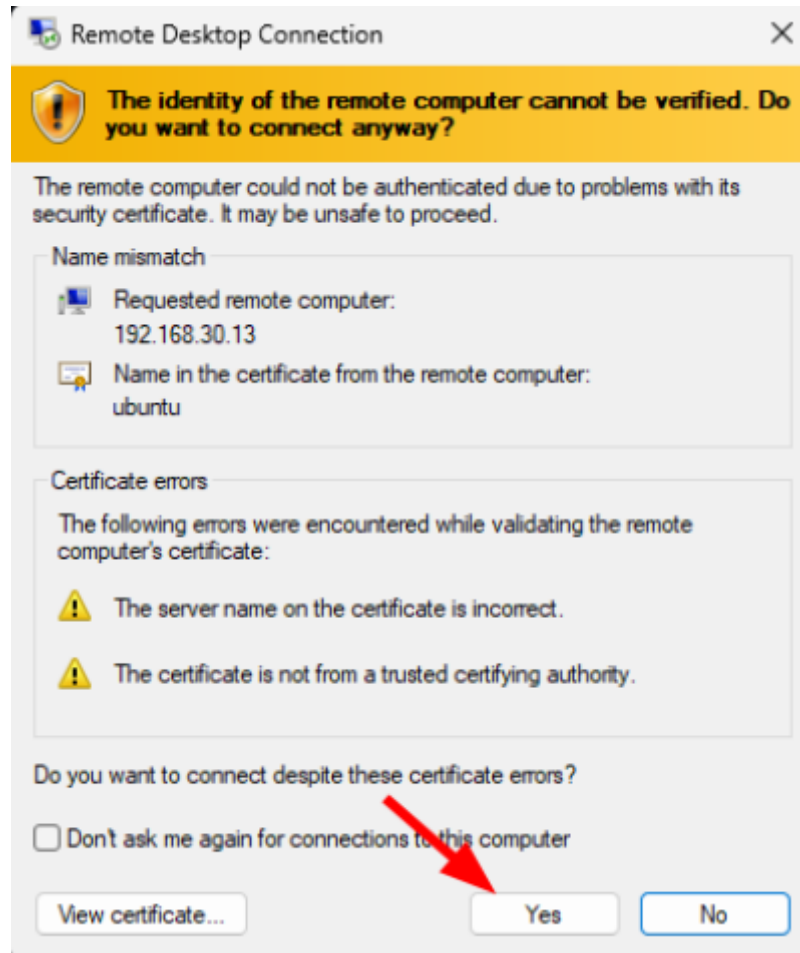 Remote Desktop Connection
The identity of the remote computer cannot be verified. Do
you want to connect anyway?
The remote computer could not be authenticated due to problems with its
security certificate. It may be unsafe to proceed.
Name mismatch
Requested remote computer:
192.168.30.13
Name in the certificate from the remote computer:
ubuntu
Certificate errors
The following errors were encountered while validating the remote
computer's certificate:
The server name on the certificate is incorrect.
The certificate is not from a trusted certifying authority.
Do you want to connect despite these certificate errors?
Don't ask me again for connections to this computer
View certificate...
Yes
No